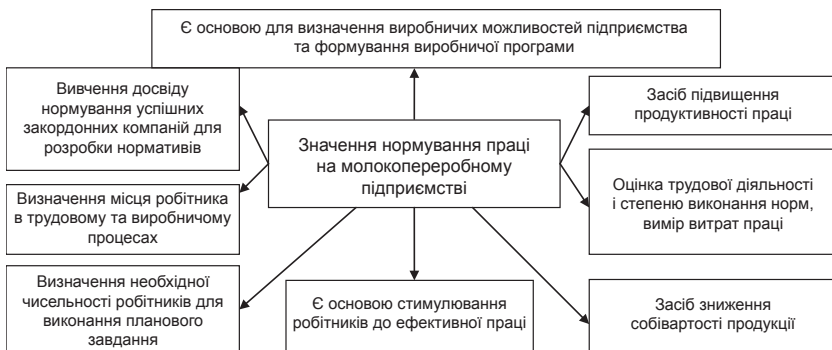 Є основою для визначення виробничих можливостей підприємства
та формування виробничої програми
Вивчення досвіду
нормування успішних
закордонних компаній для
розробки нормативів
Засіб підвищення
продуктивності праці
Значення нормування праці
на молокопереробному
підприємстві
Визначення місця робітника
в трудовому та виробничому
процесах
Оцінка трудової діяльності
і степеню виконання норм,
вимір витрат праці
Визначення необхідної
чисельності робітників для
виконання планового
завдання
Є основою стимулювання
робітників до ефективної праці
Засіб зниження
собівартості продукції